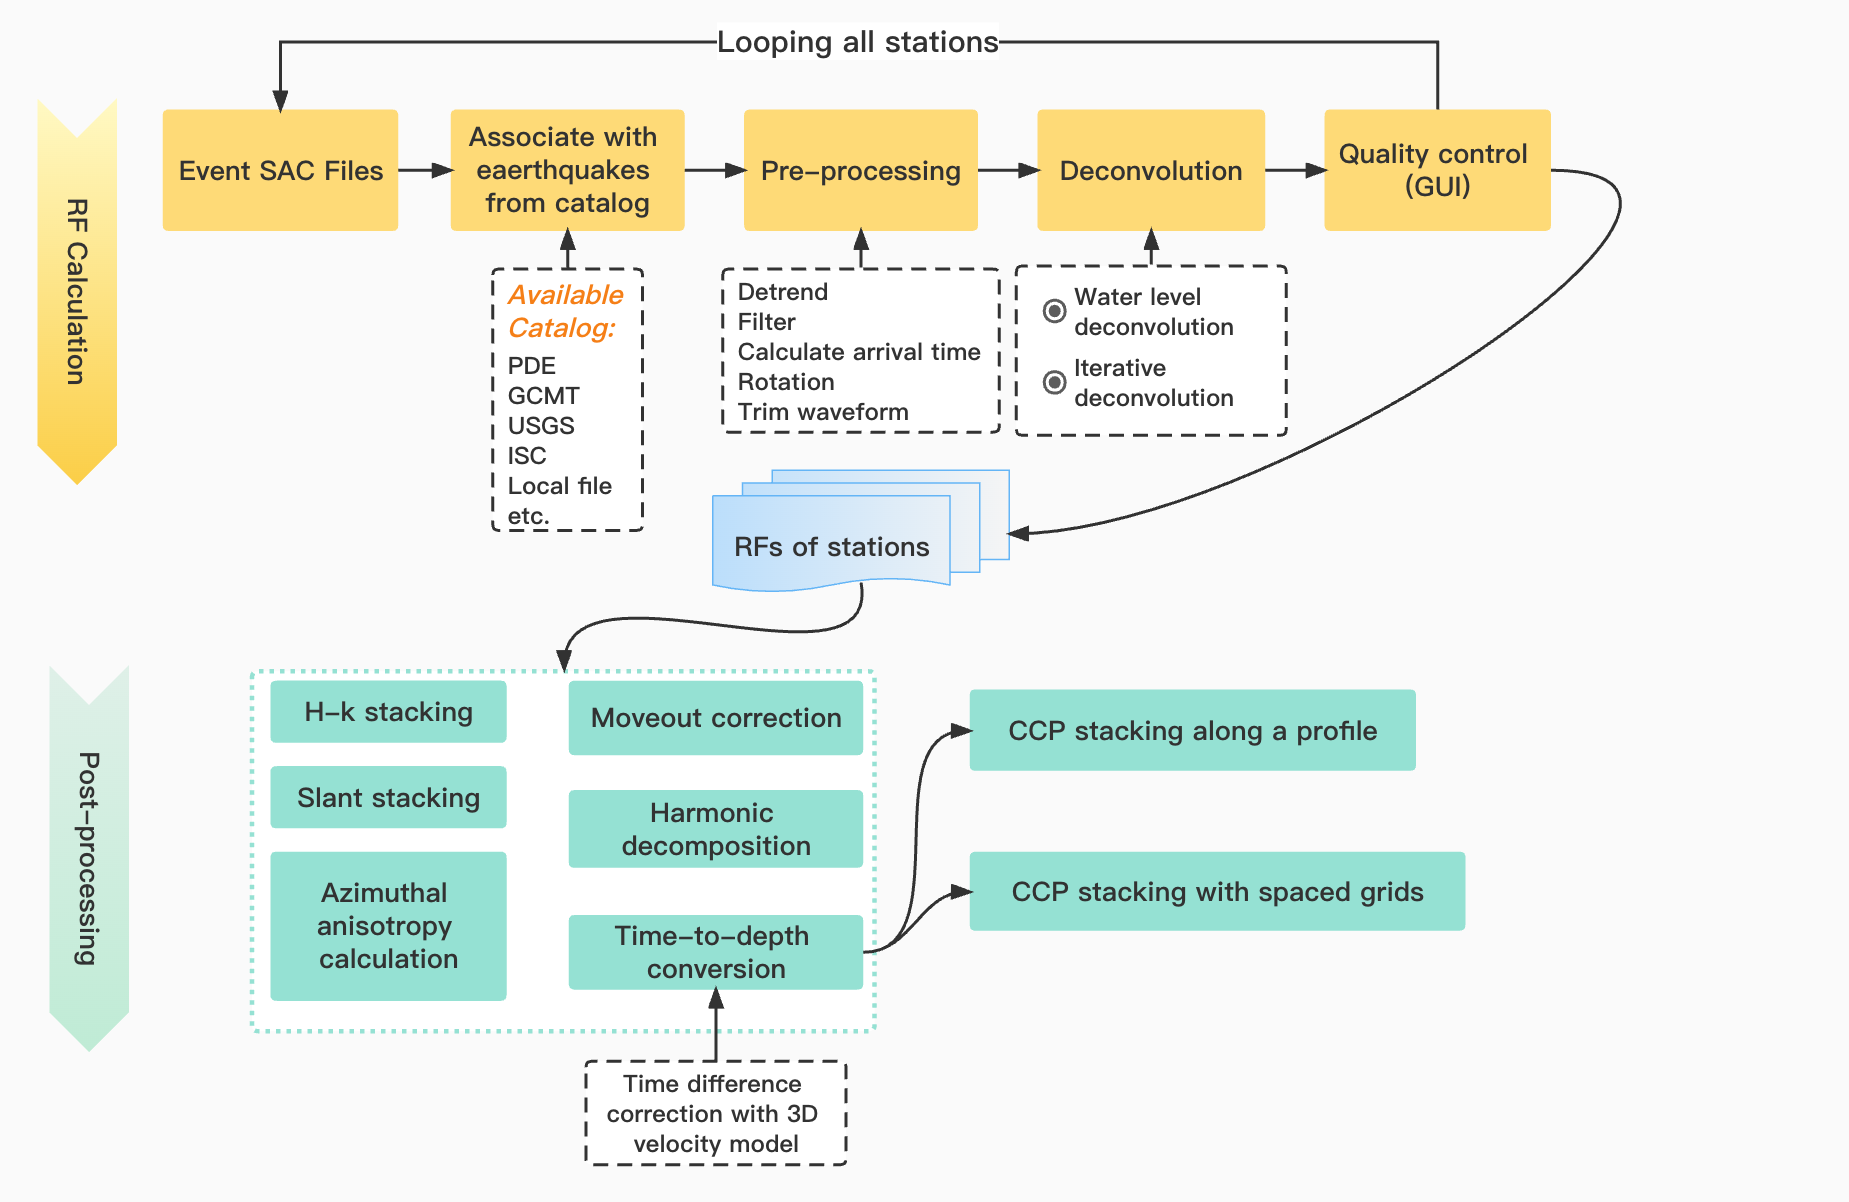 Looping all stations
RF Calculation
Event SAC Files
Associate with
eaerthquakes
from catalog
Pre-processing
Deconvolution
Quality control
(GUI)
Available
Catalog:
PDE
GCMT
USGS
ISC
Local file
etc.
Detrend
Filter
Calculate arrival time
Rotation
Trim waveform
Water level
deconvolution
Iterative
deconvolution
RFs of stations
Post-processing
H-k stacking
Slant stacking
Azimuthal
anisotropy
calculation
Moveout correction
Harmonic
decomposition
Time-to-depth
conversion
CCP stacking along a profile
CCP stacking with spaced grids
Time difference
correction with 3D
velocity model